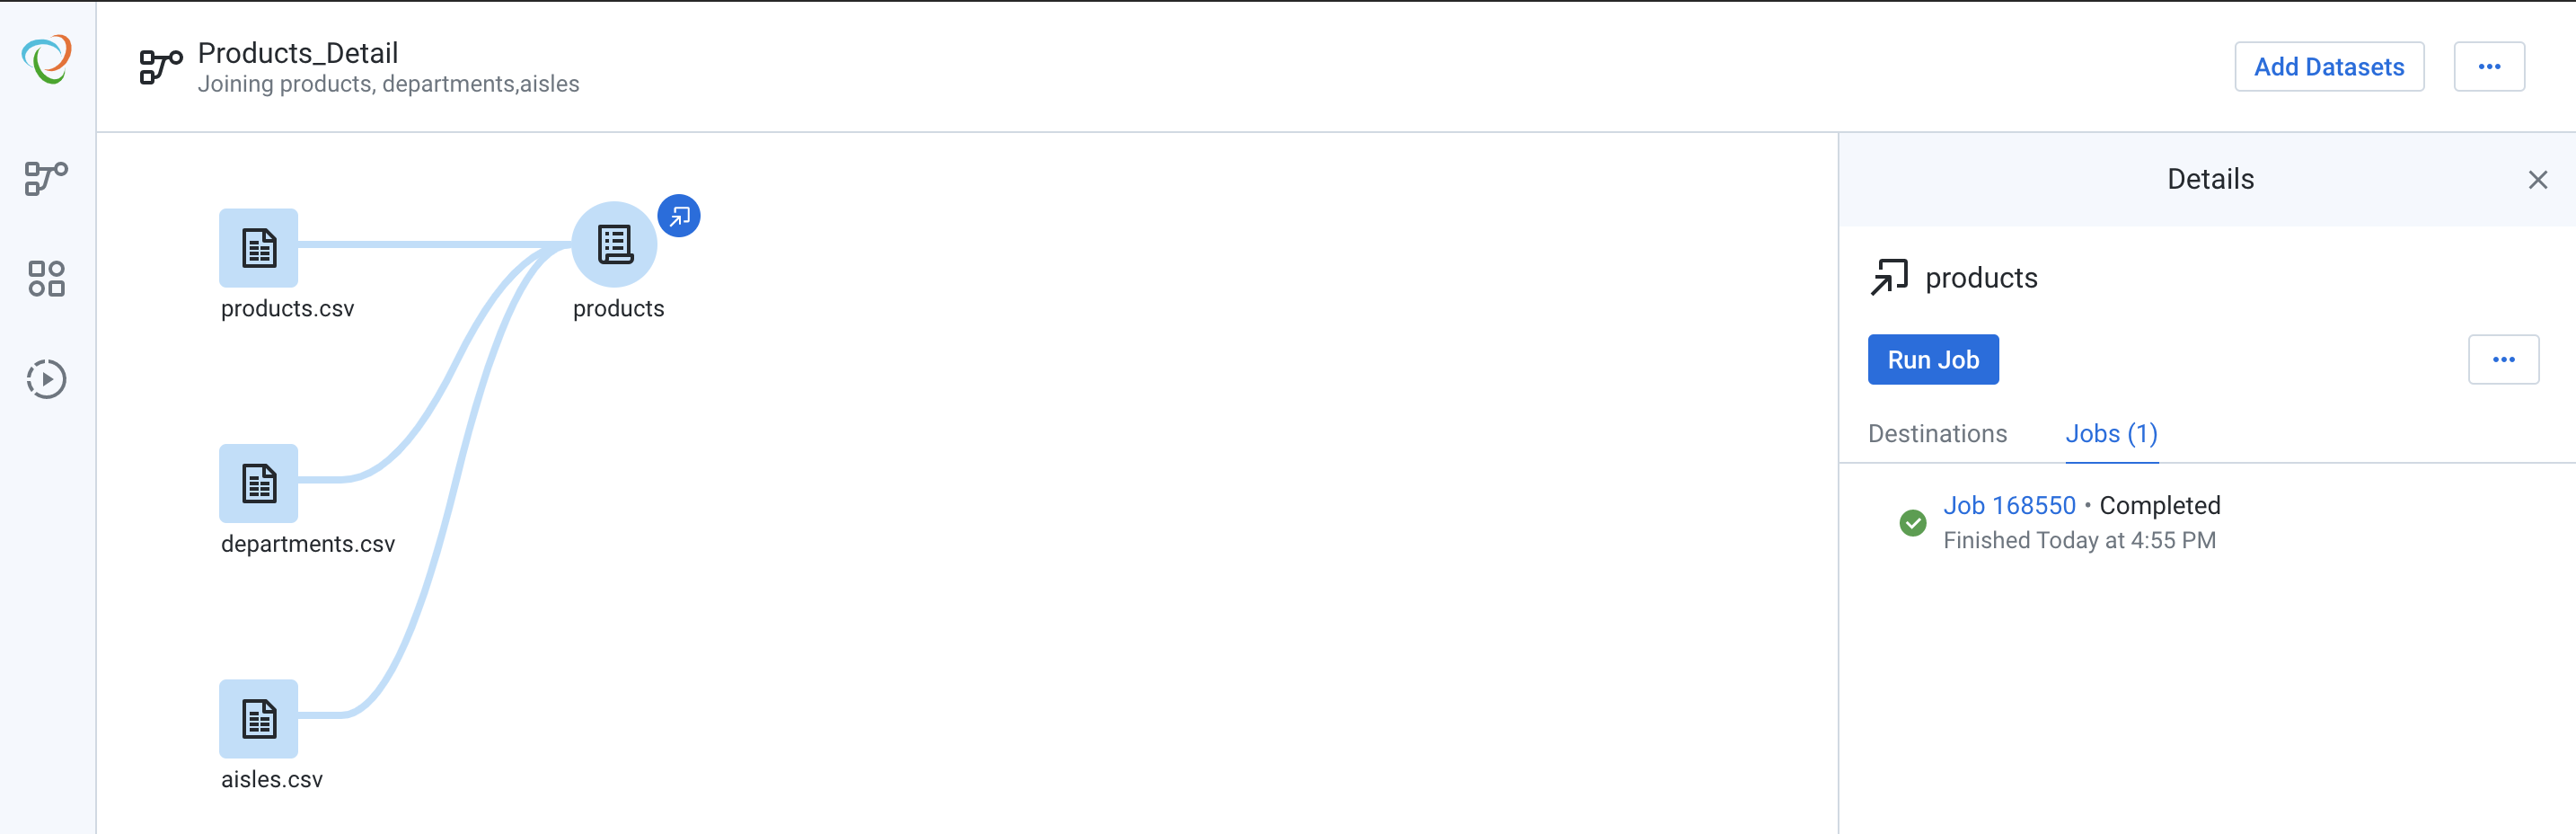 Products_Detail
Joining products, departments,aisles
Add Datasets
...
products.csv
products
departments.csv
aisles.csv
Details
products
Run Job
...
Destinations
Jobs (1)
Job 168550 • Completed
Finished Today at 4:55 PM